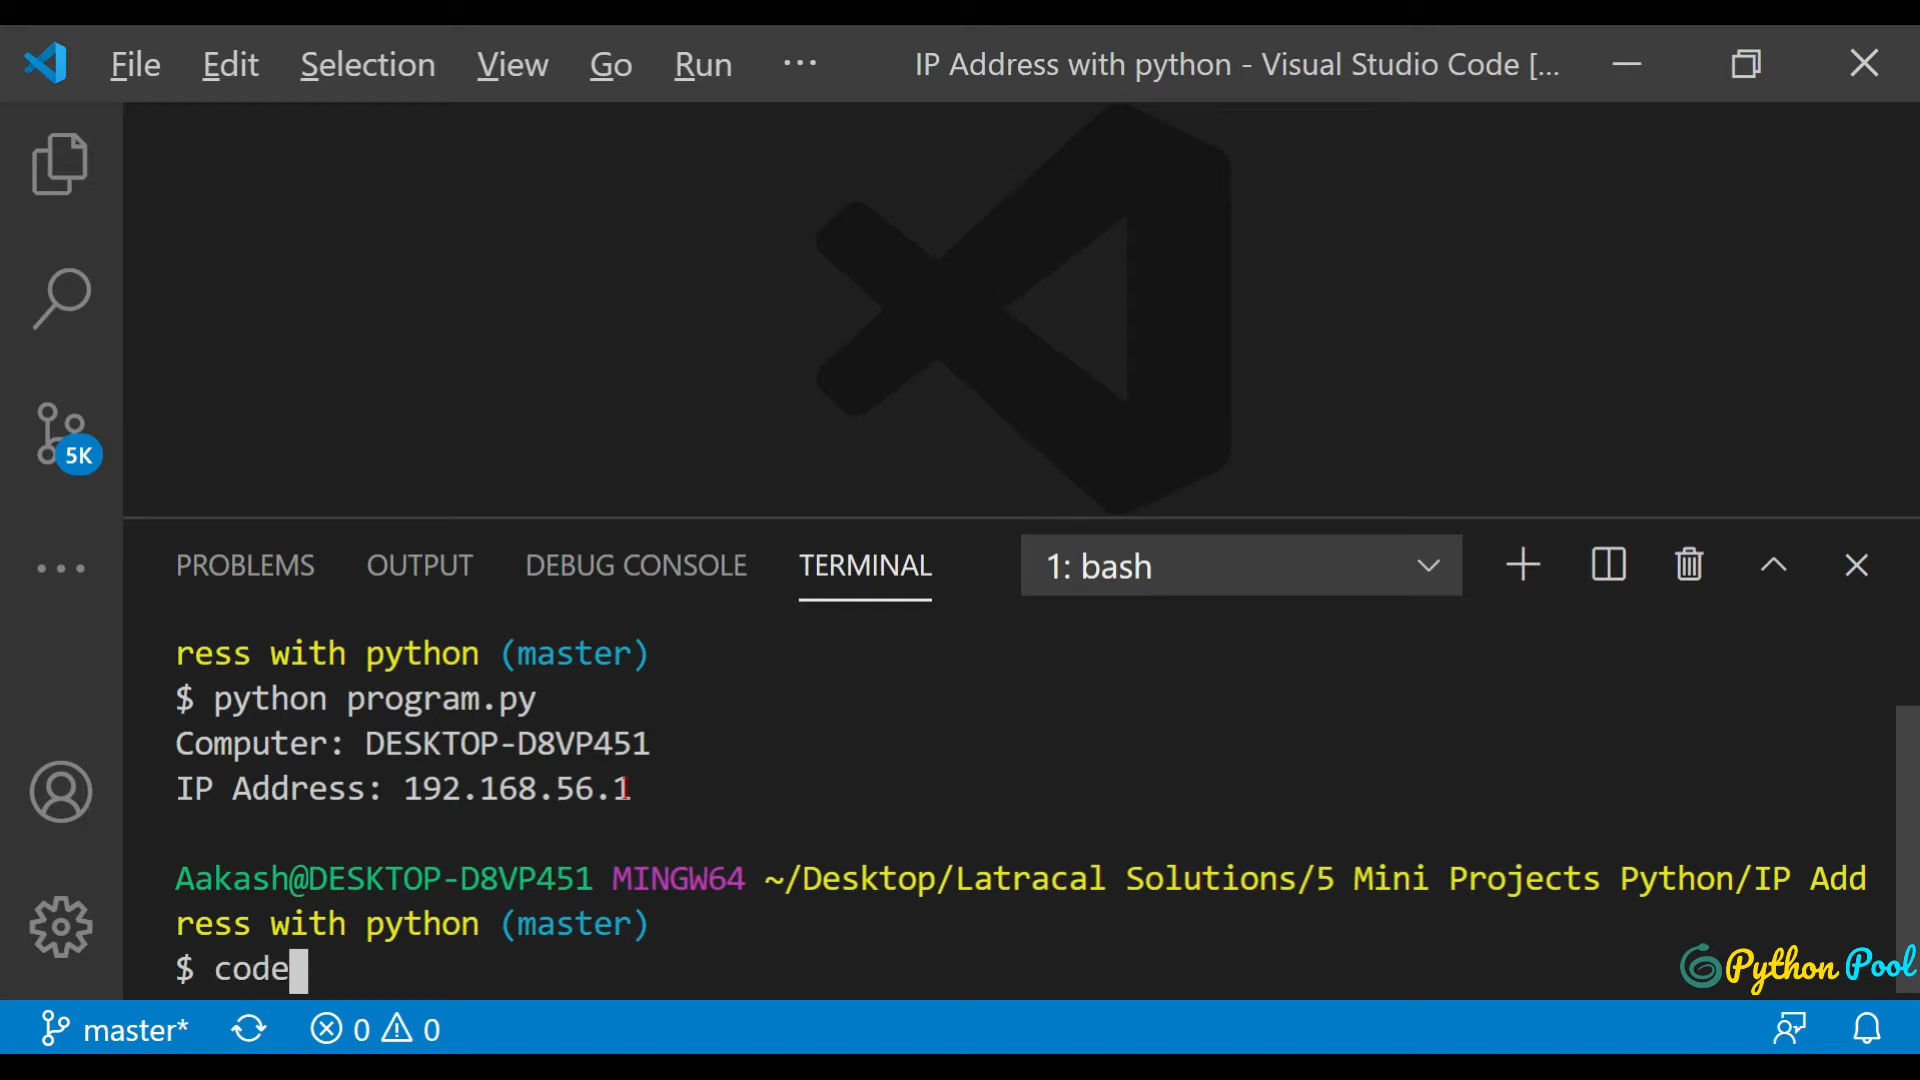 File Edit Selection View Go Run ··· IP Address with python - Visual Studio Code [...
5K
PROBLEMS OUTPUT DEBUG CONSOLE TERMINAL 1: bash
ress with python (master)
$ python program.py
Computer: DESKTOP-D8VP451
IP Address: 192.168.56.1
Aakash@DESKTOP-D8VP451 MINGW64 ~/Desktop/Latracal Solutions/5 Mini Projects Python/IP Add
ress with python (master)
$ code
Python Pool
master* 0 0